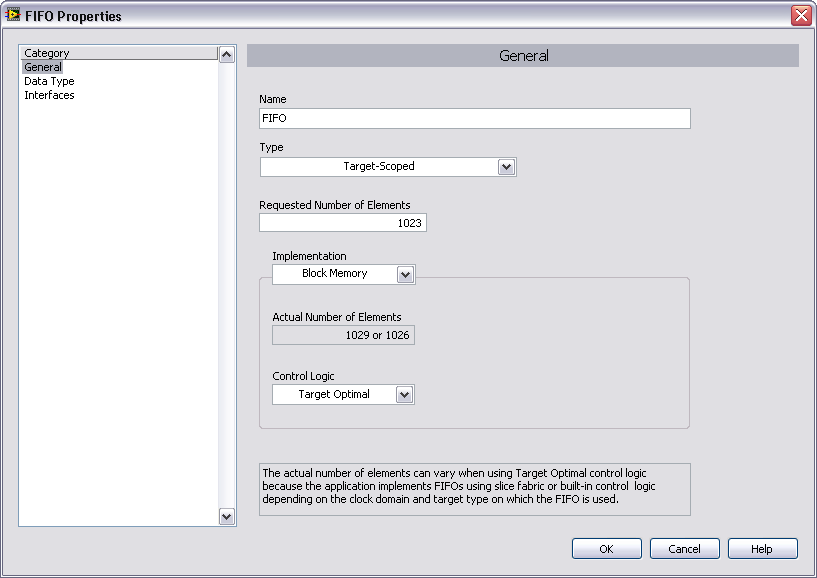 FIFO Properties
Category
General
Data Type
Interfaces
General
Name
FIFO
Type
Target-Scoped
Requested Number of Elements
1023
Implementation
Block Memory
Actual Number of Elements
1029 or 1026
Control Logic
Target Optimal
The actual number of elements can vary when using Target Optimal control logic
because the application implements FIFOs using slice fabric or built-in control logic
depending on the clock domain and target type on which the FIFO is used.
OK
Cancel
Help